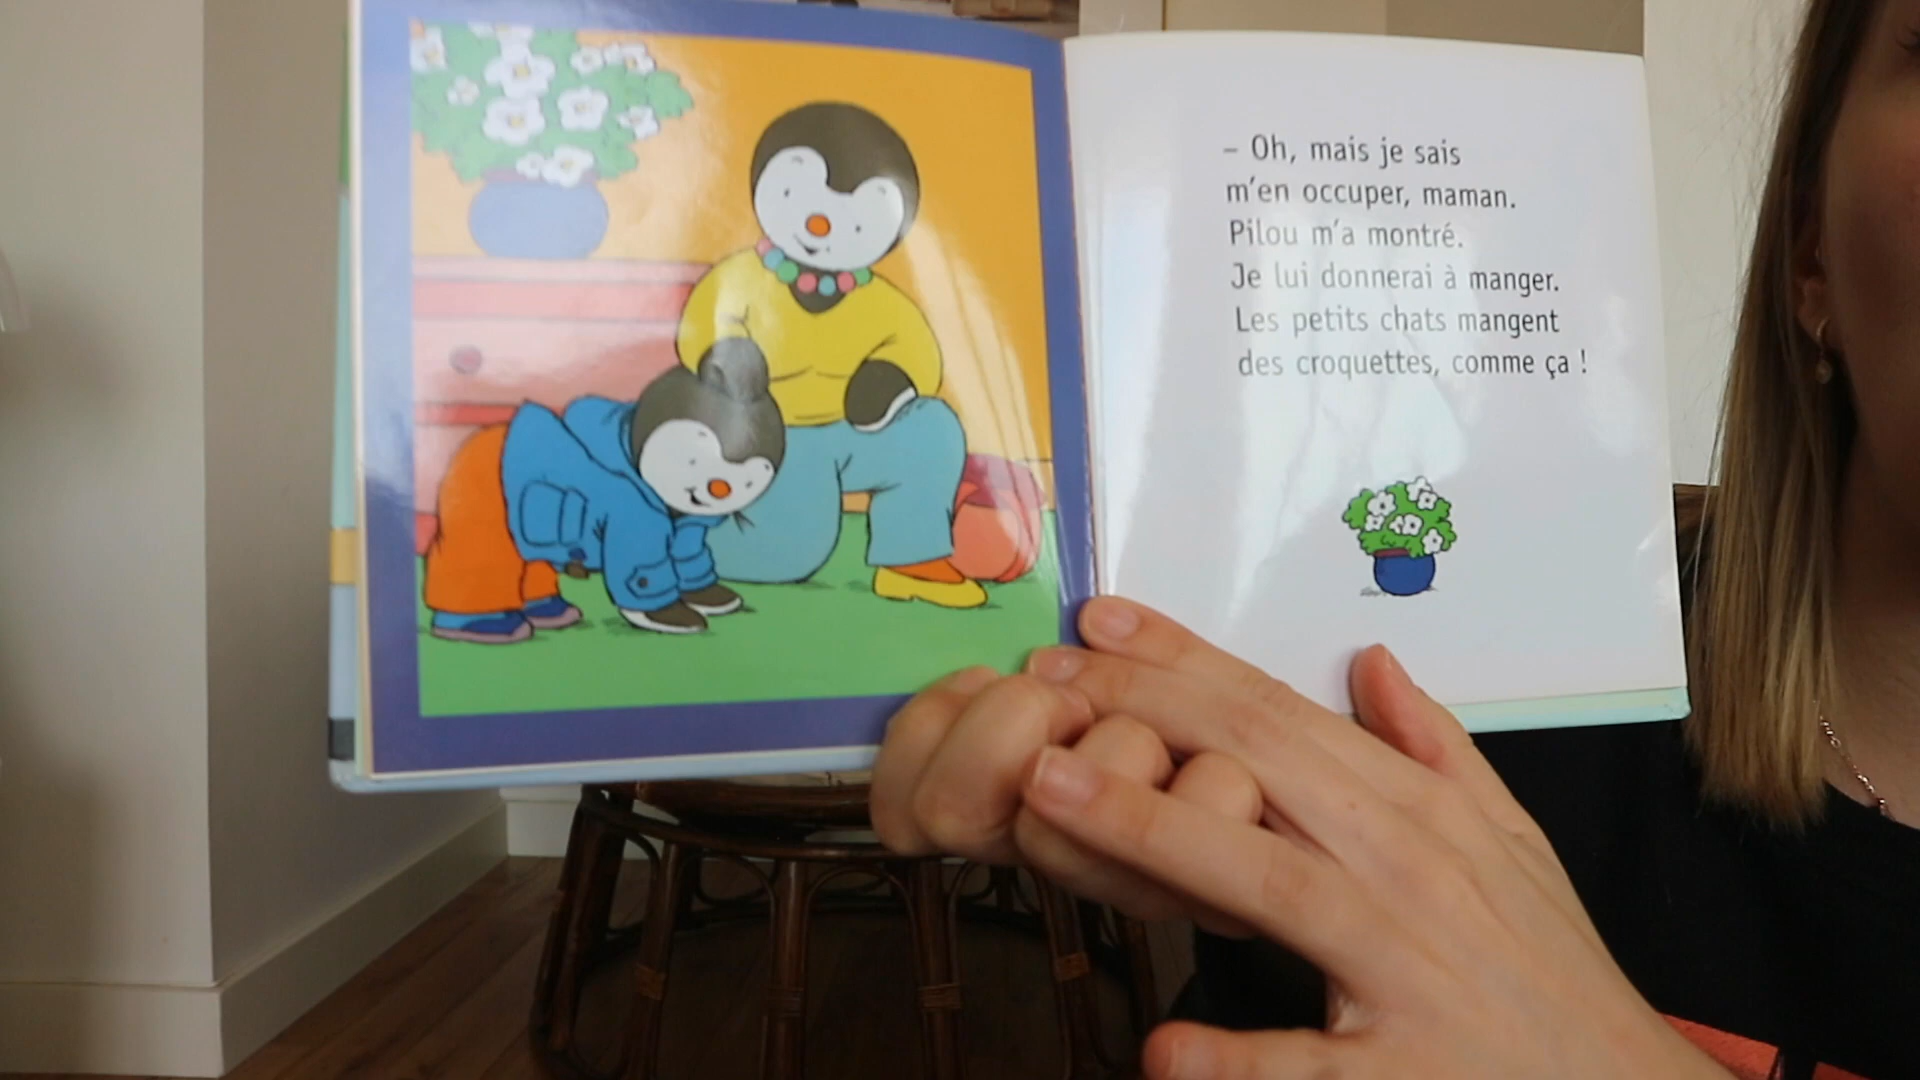 – Oh, mais je sais
m'en occuper, maman.
Pilou m'a montré.
Je lui donnerai à manger.
Les petits chats mangent
des croquettes, comme ça !